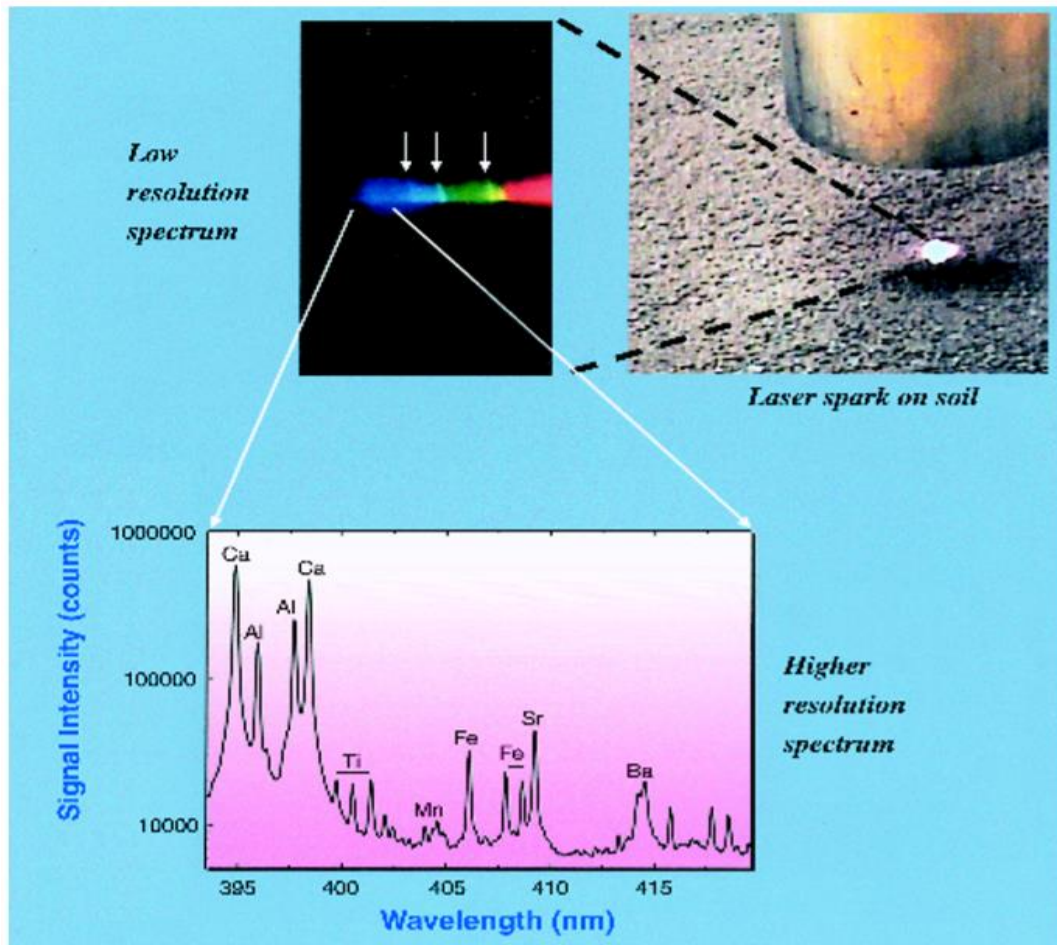 Low
resolution
spectrum
Laser spark on soil
1000000
100000
10000
Signal Intensity (counts)
Ca
Al
Al
Ca
Ti
Mn
Fe
Fe
Sr
Ba
395
400
405
410
415
Wavelength (nm)
Higher
resolution
spectrum